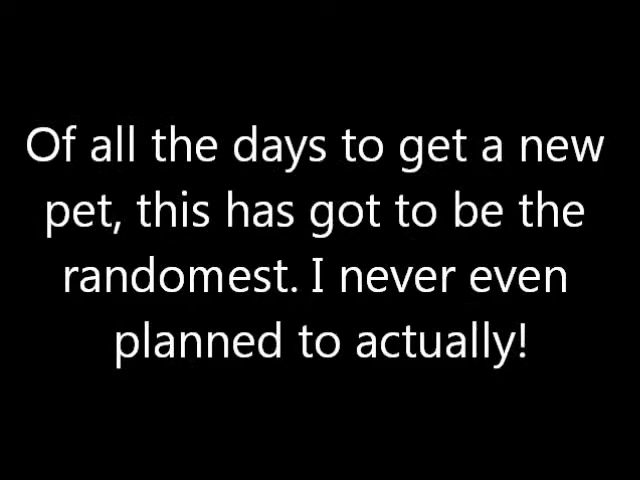 Of all the days to get a new
pet, this has got to be the
randomest. I never even
planned to actually!